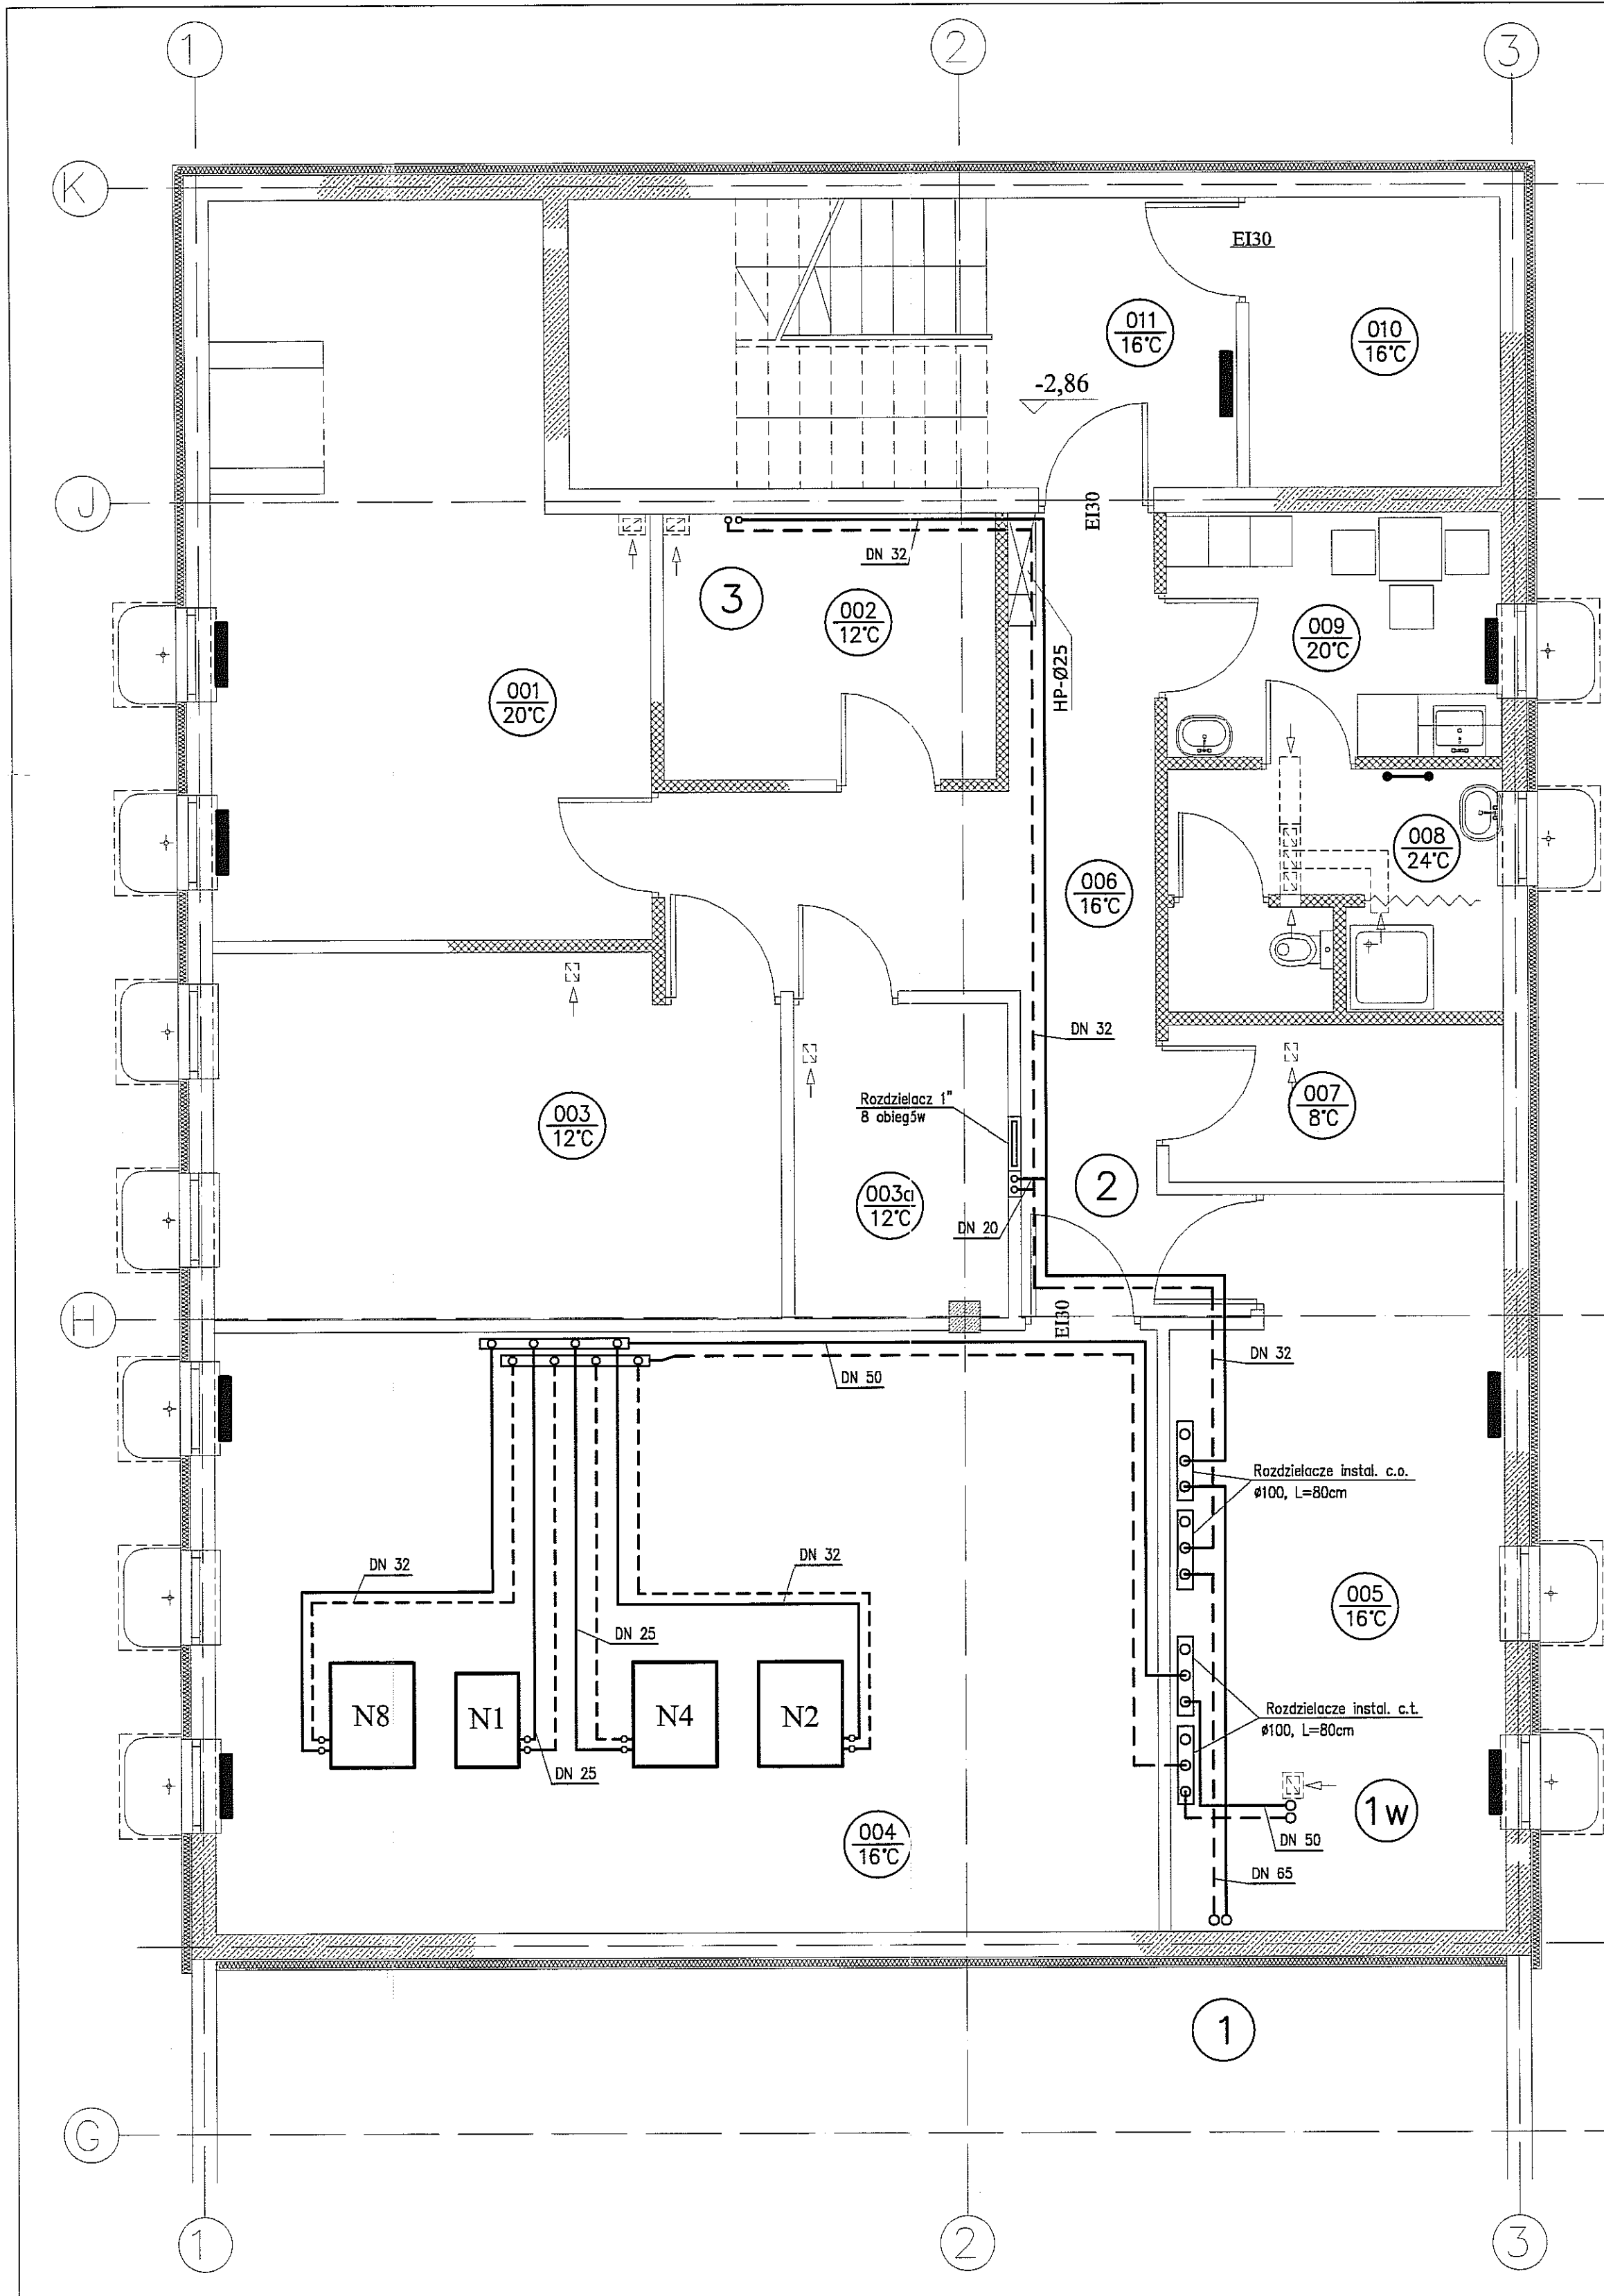 1
2
3
K
EI30
011
16°C
010
16°C
-2,86
J
EI30
DN 32
3
002
12°C
009
20°C
HP-Ø25
001
20°C
008
24°C
006
16°C
DN 32
Rozdzielacz 1"
8 obiegów
007
8°C
003
12°C
003a
12°C
2
DN 20
H
EI30
DN 32
DN 50
Rozdzielacze instal. c.o.
ø100, L=80cm
DN 32
DN 32
005
16°C
DN 25
N8
N1
N4
N2
Rozdzielacze instal. c.t.
ø100, L=80cm
DN 25
1w
004
16°C
DN 50
DN 65
1
G
1
2
3